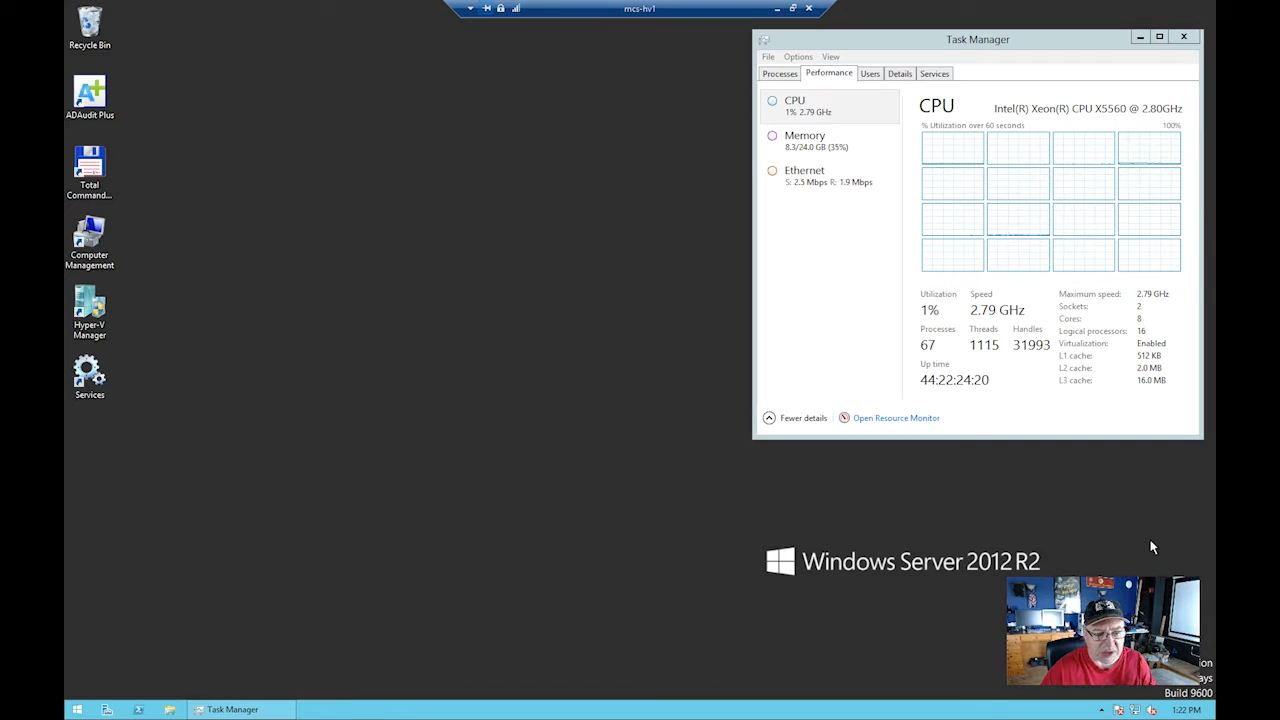 mcs-hv1
Recycle Bin
ADAudit Plus
Total
Command...
Computer
Management
Hyper-V
Manager
Services
Task Manager
File Options View
Processes Performance Users Details Services
CPU
1% 2.79 GHz
Memory
8.3/24.0 GB (35%)
Ethernet
S: 2.5 Mbps R: 1.9 Mbps
CPU Intel(R) Xeon(R) CPU X5560 @ 2.80GHz
% Utilization over 60 seconds 100%
Utilization Speed
1% 2.79 GHz
Processes Threads Handles
67 1115 31993
Up time
44:22:24:20
Maximum speed: 2.79 GHz
Sockets: 2
Cores: 8
Logical processors: 16
Virtualization: Enabled
L1 cache: 512 KB
L2 cache: 2.0 MB
L3 cache: 16.0 MB
Fewer details Open Resource Monitor
Windows Server 2012 R2
Build 9600
Task Manager
1:22 PM